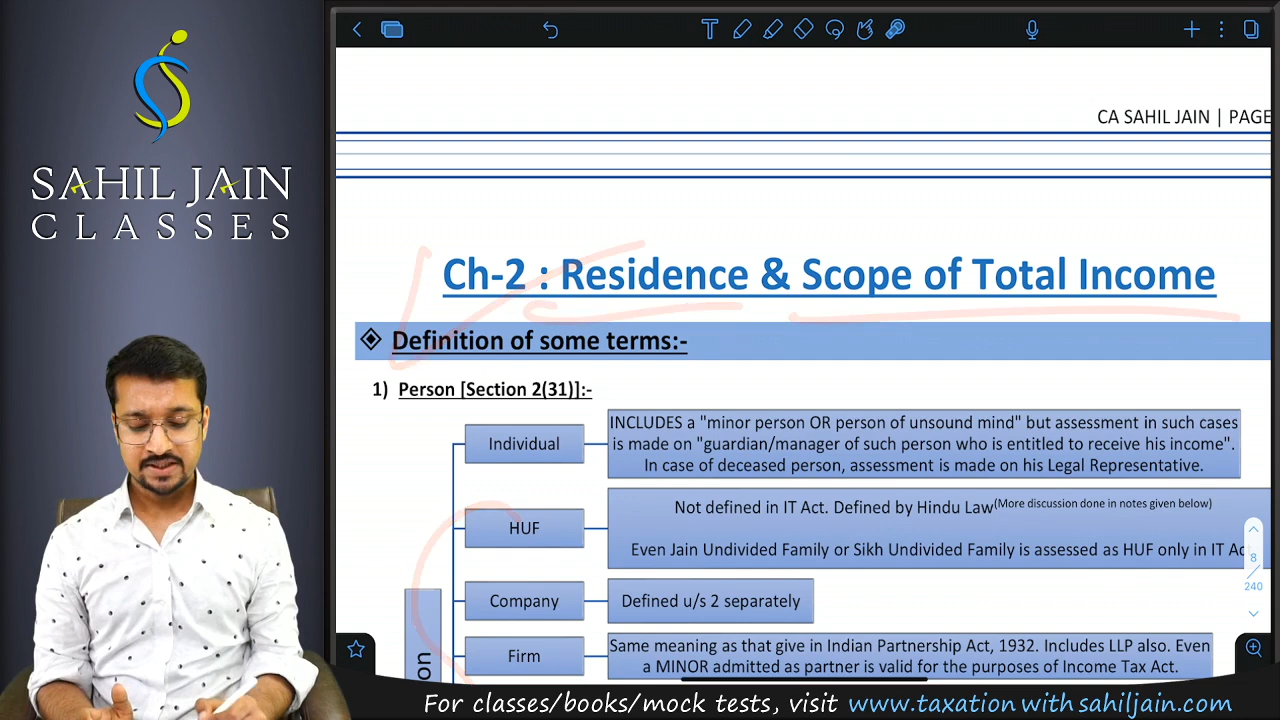 SAHIL JAIN
CLASSES
CA SAHIL JAIN | PAGE
Ch-2 : Residence & Scope of Total Income
Definition of some terms:-
1) Person [Section 2(31)]:-
Individual
INCLUDES a "minor person OR person of unsound mind" but assessment in such cases
is made on "guardian/manager of such person who is entitled to receive his income".
In case of deceased person, assessment is made on his Legal Representative.
HUF
Not defined in IT Act. Defined by Hindu Law(More discussion done in notes given below)
Even Jain Undivided Family or Sikh Undivided Family is assessed as HUF only in IT Ac
Company
Defined u/s 2 separately
Firm
Same meaning as that give in Indian Partnership Act, 1932. Includes LLP also. Even
a MINOR admitted as partner is valid for the purposes of Income Tax Act.
on
8
240
For classes/books/mock tests, visit www.taxationwithsahiljain.com